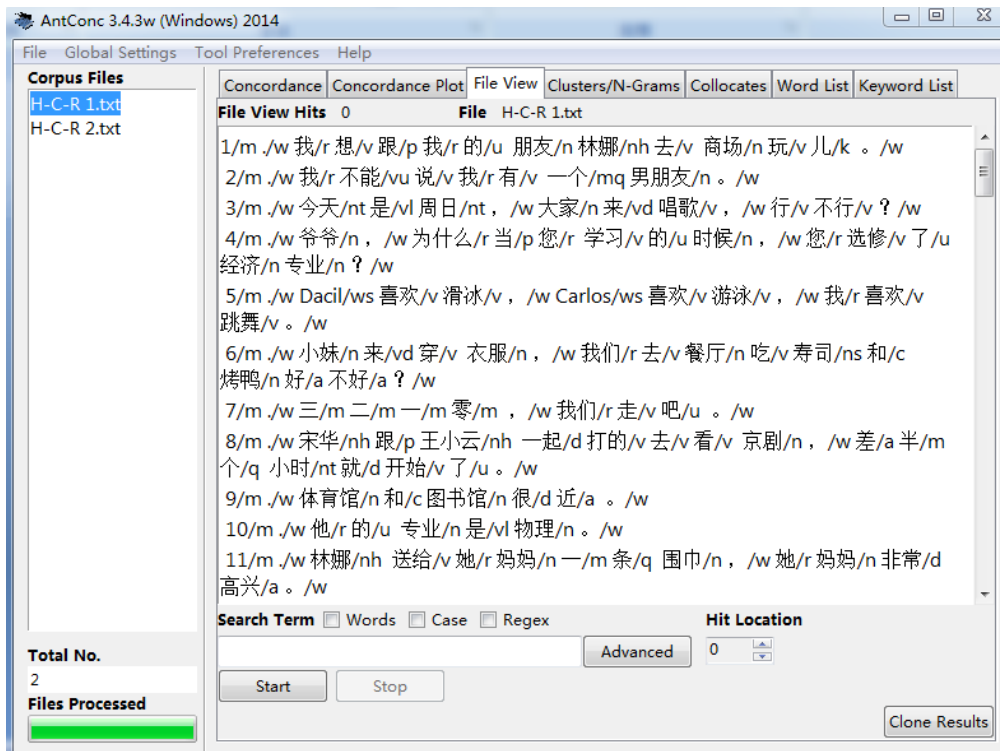 AntConc 3.4.3w (Windows) 2014
File Global Settings Tool Preferences Help
Corpus Files
H-C-R 1.txt
H-C-R 2.txt
Concordance Concordance Plot File View Clusters/N-Grams Collocates Word List Keyword List
File View Hits 0 File H-C-R 1.txt
1/m ./w 我/r 想/v 跟/p 我/r 的/u 朋友/n 林娜/nh 去/v 商场/n 玩/v 儿/k 。/w
2/m ./w 我/r 不能/vu 说/v 我/r 有/v 一个/mq 男朋友/n 。/w
3/m ./w 今天/nt 是/vl 周日/nt ，/w 大家/n 来/vd 唱歌/v ，/w 行/v 不行/v ？/w
4/m ./w 爷爷/n ，/w 为什么/r 当/p 您/r 学习/v 的/u 时候/n ，/w 您/r 选修/v 了/u
经济/n 专业/n ？/w
5/m ./w Dacil/ws 喜欢/v 滑冰/v ，/w Carlos/ws 喜欢/v 游泳/v ，/w 我/r 喜欢/v
跳舞/v 。/w
6/m ./w 小妹/n 来/vd 穿/v 衣服/n ，/w 我们/r 去/v 餐厅/n 吃/v 寿司/ns 和/c
烤鸭/n 好/a 不好/a ？/w
7/m ./w 三/m 二/m 一/m 零/m ，/w 我们/r 走/v 吧/u 。/w
8/m ./w 宋华/nh 跟/p 王小云/nh 一起/d 打的/v 去/v 看/v 京剧/n ，/w 差/a 半/m
个/q 小时/nt 就/d 开始/v 了/u 。/w
9/m ./w 体育馆/n 和/c 图书馆/n 很/d 近/a 。/w
10/m ./w 他/r 的/u 专业/n 是/vl 物理/n 。/w
11/m ./w 林娜/nh 送给/v 她/r 妈妈/n 一/m 条/q 围巾/n ，/w 她/r 妈妈/n 非常/d
高兴/a 。/w
Search Term Words Case Regex Hit Location
Advanced 0
Total No.
2
Start Stop
Files Processed
Clone Results